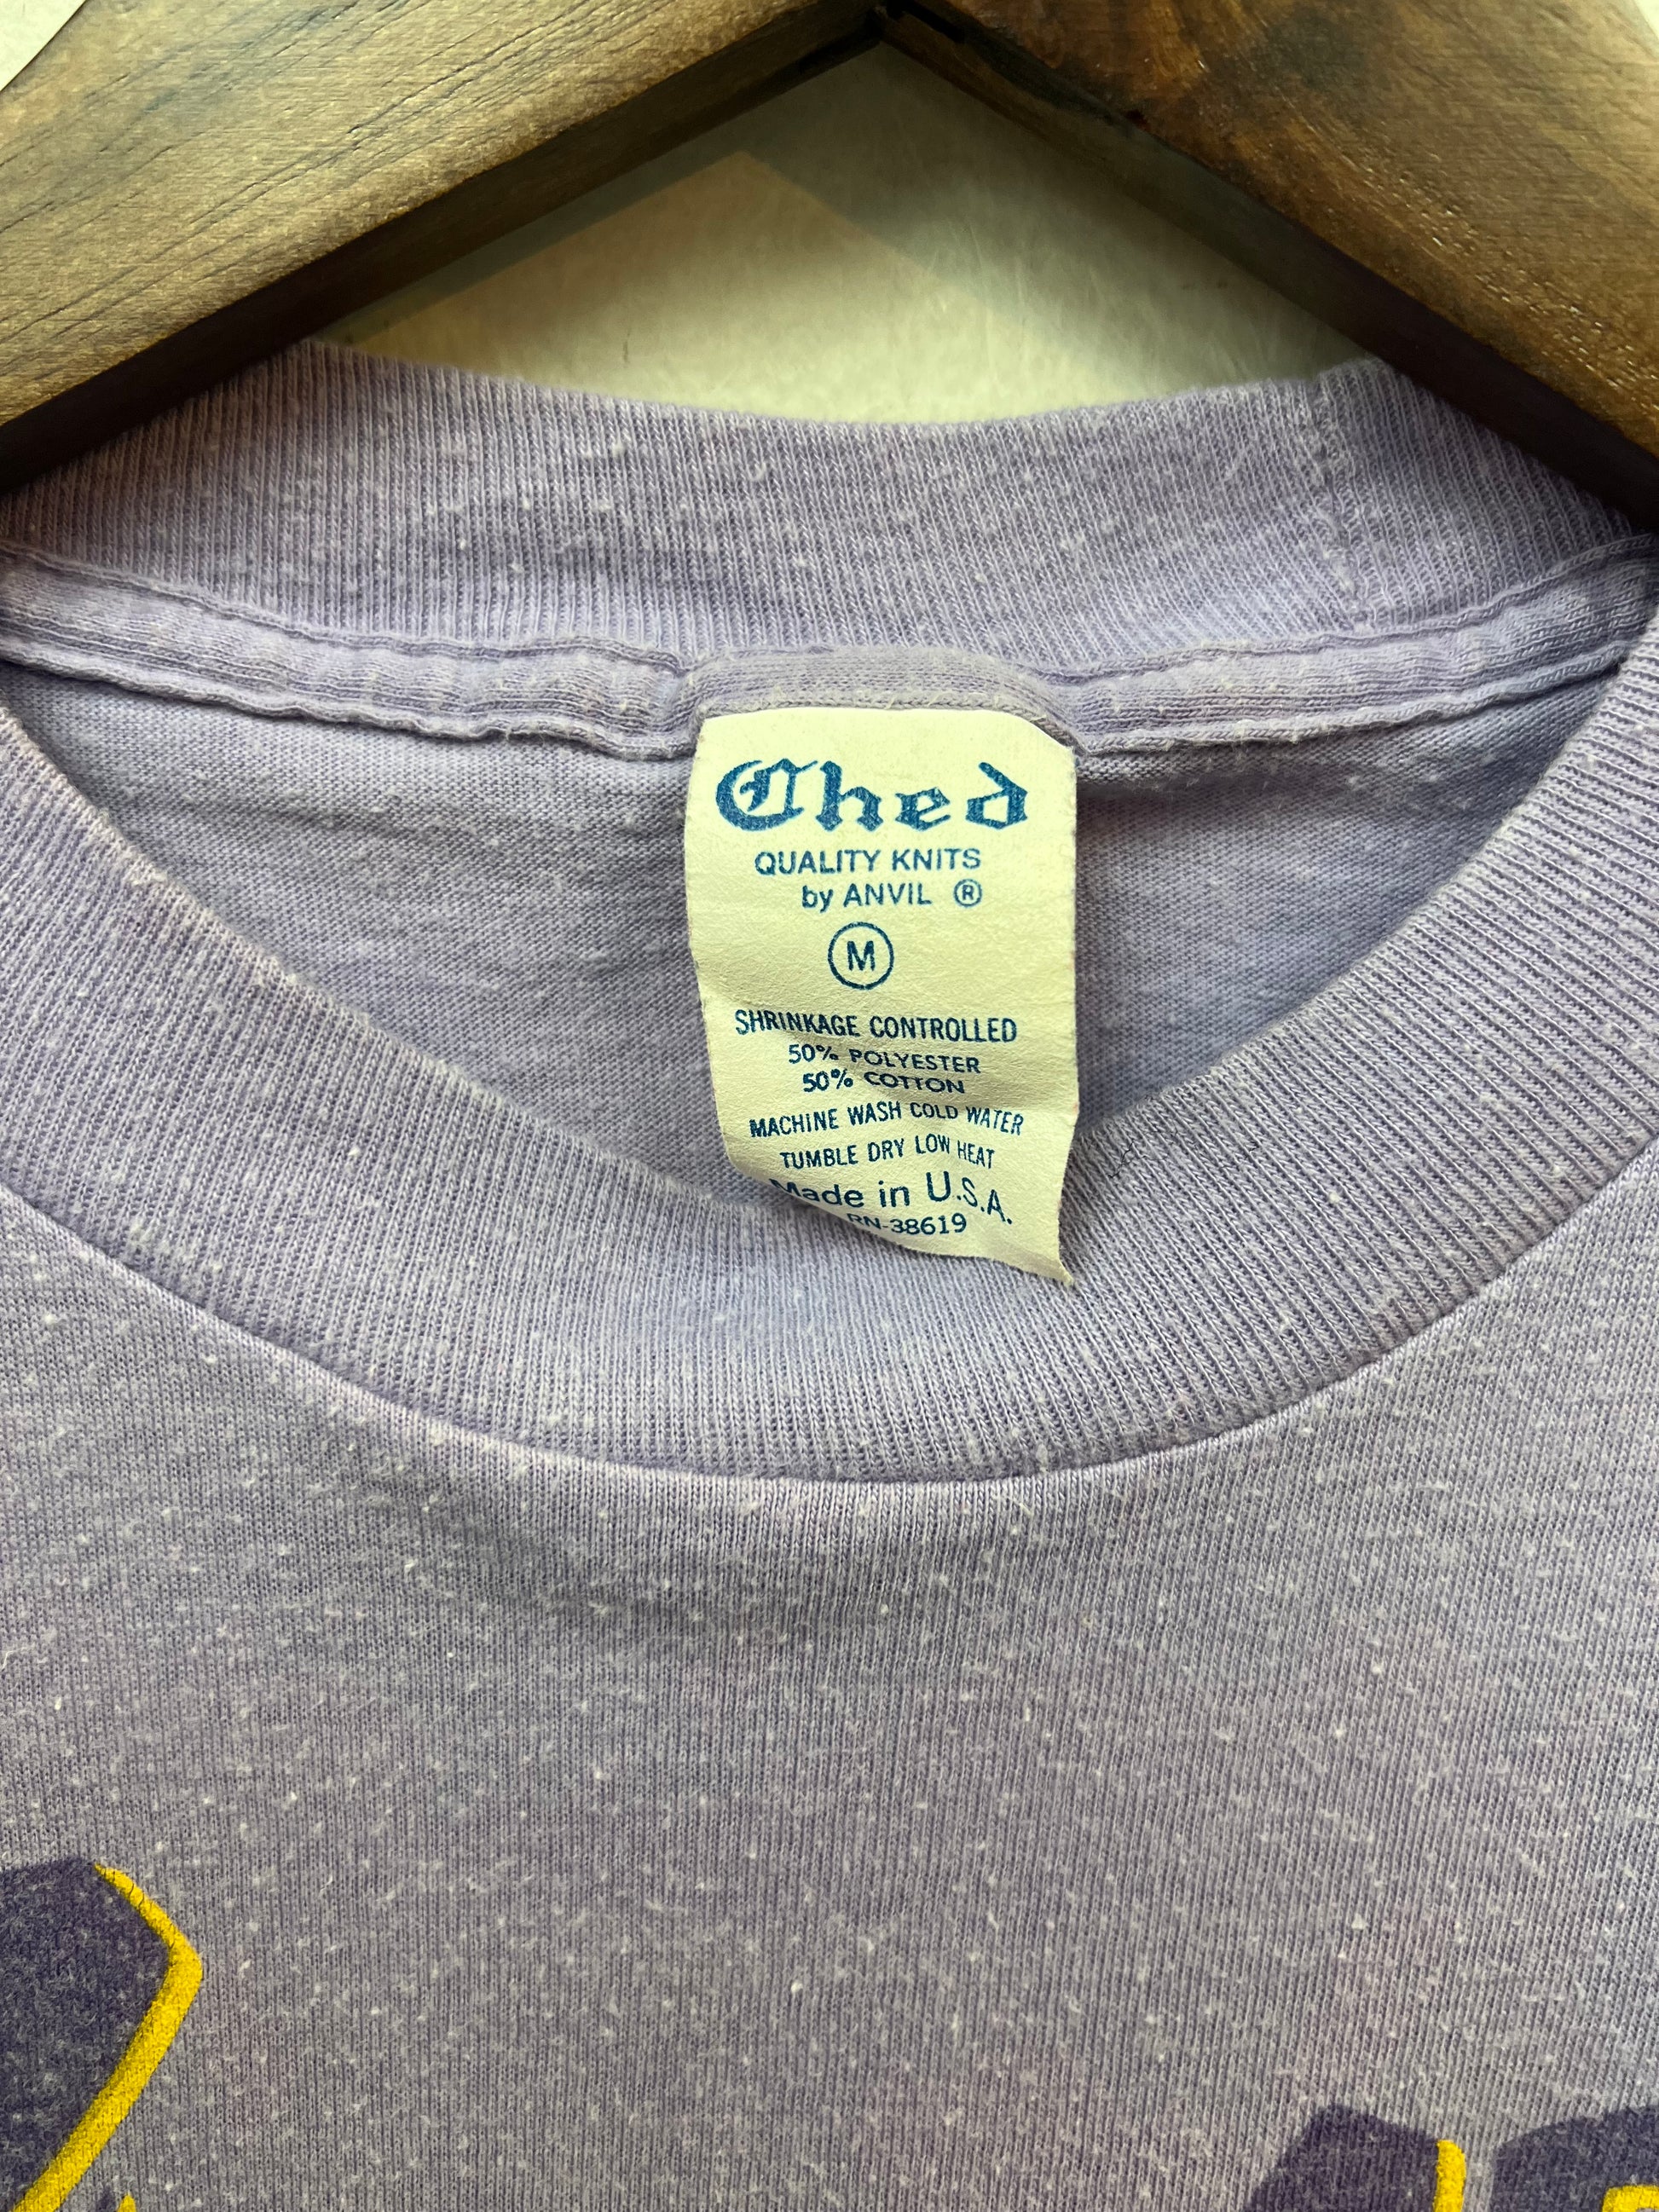 Ched
QUALITY KNITS
by ANVIL ®
M
SHRINKAGE CONTROLLED
50% POLYESTER
50% COTTON
MACHINE WASH COLD WATER
TUMBLE DRY LOW HEAT
Made in U.S.A.
RN-38619